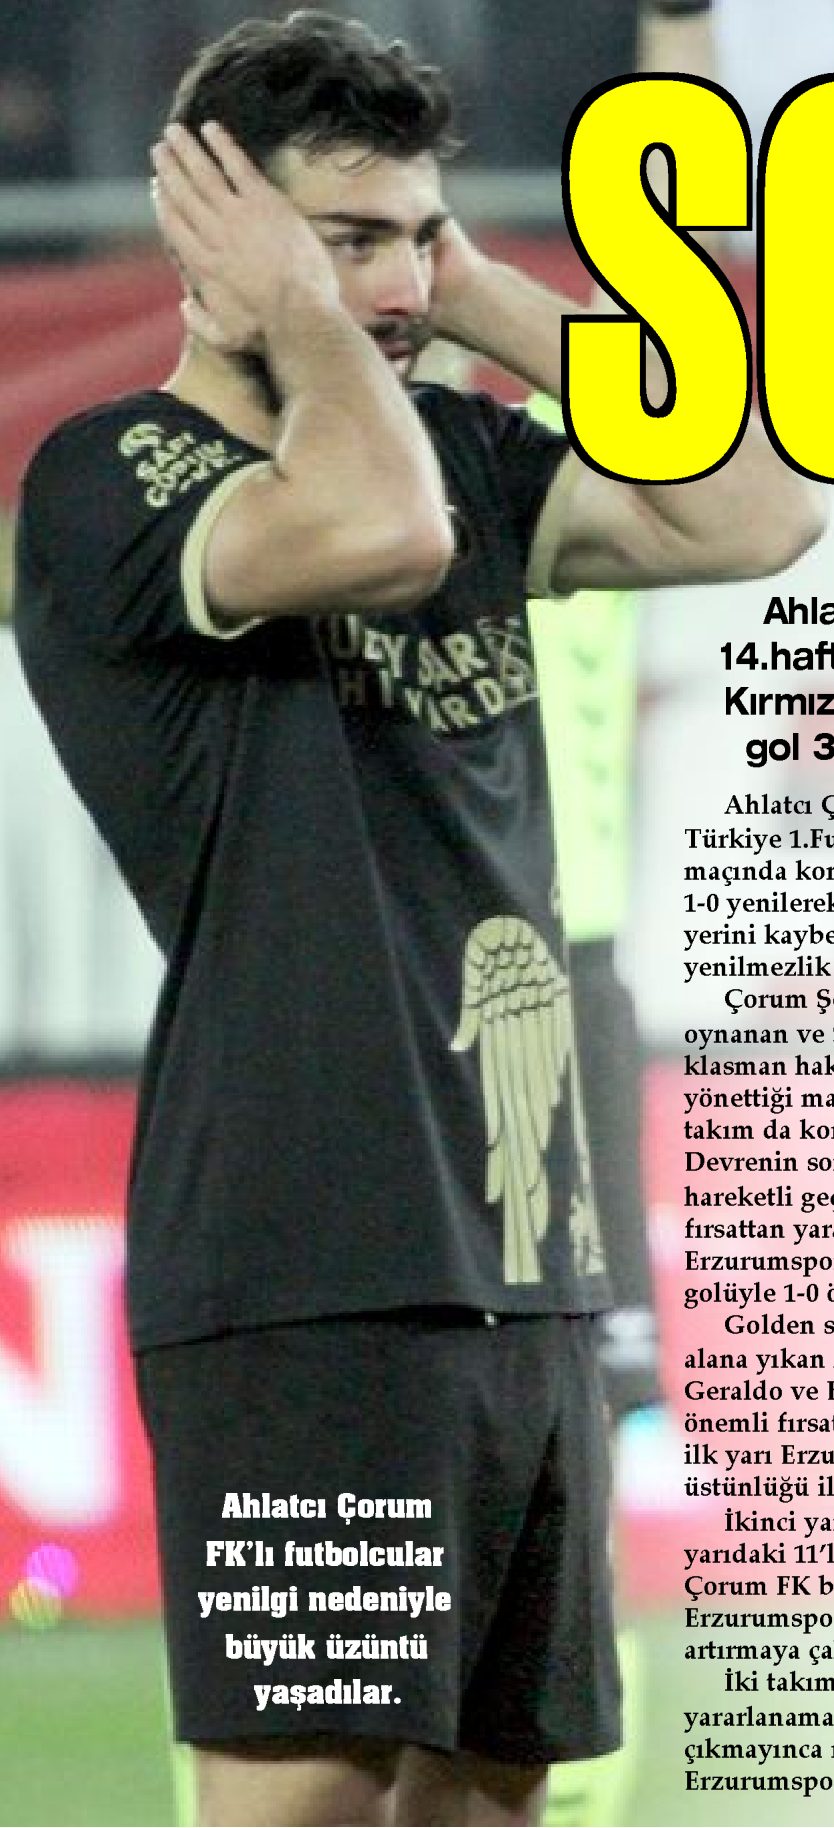 SO
Ahla
14.haft
Kırmız
gol 3
Ahlatcı Ç
Türkiye 1.Fu
maçında kor
1-0 yenilerek
yerini kaybe
yenilmezlik
Çorum Şe
oynanan ve
klasman hak
yönettiği ma
takım da kor
Devrenin so
hareketli geç
fırsattan yara
Erzurumspo
golüyle 1-0 ö
Golden s
alana yıkan
Geraldo ve
önemli fırsat
ilk yarı Erzu
üstünlüğü il
İkinci yar
yarıdaki 11’l
Çorum FK b
Erzurumspo
artırmaya çal
İki takım
yararlanama
çıkmayınca
Erzurumspo
Ahlatcı Çorum
FK’lı futbolcular
yenilgi nedeniyle
büyük üzüntü
yaşadılar.